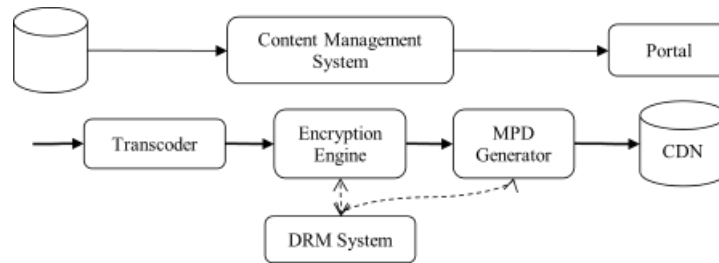 Content Management
System
Portal
Transcoder
Encryption
Engine
MPD
Generator
CDN
DRM System